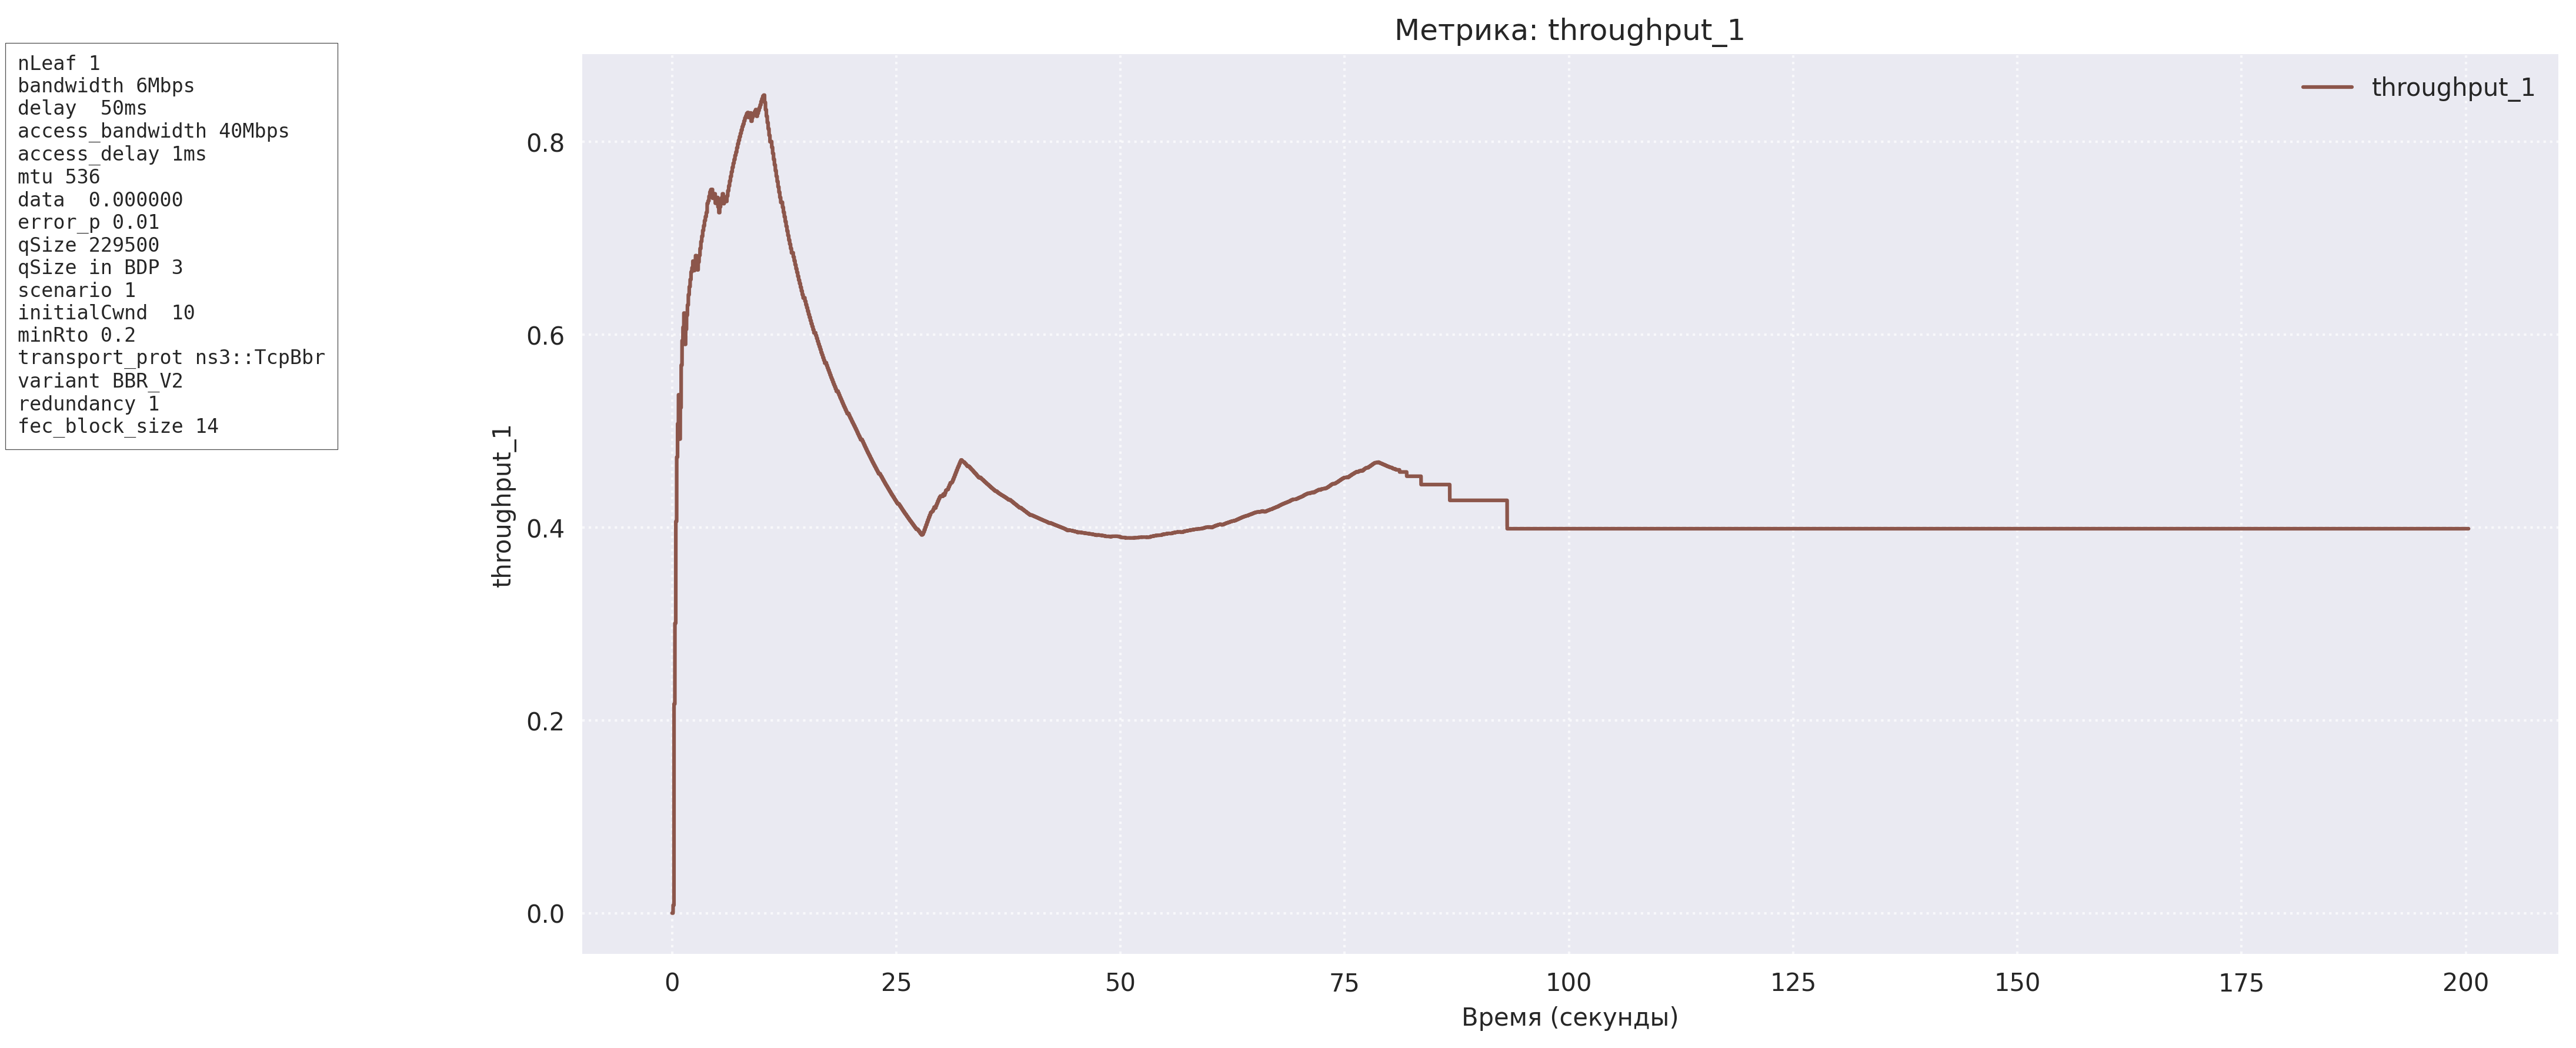 Метрика: throughput_1
nLeaf 1
bandwidth 6Mbps
delay  50ms
access_bandwidth 40Mbps
access_delay 1ms
mtu 536
data  0.000000
error_p 0.01
qSize 229500
qSize in BDP 3
scenario 1
initialCwnd  10
minRto 0.2
transport_prot ns3::TcpBbr
variant BBR_V2
redundancy 1
fec_block_size 14
throughput_1
throughput_1
0.8
0.6
0.4
0.2
0.0
0 25 50 75 100 125 150 175 200
Время (секунды)